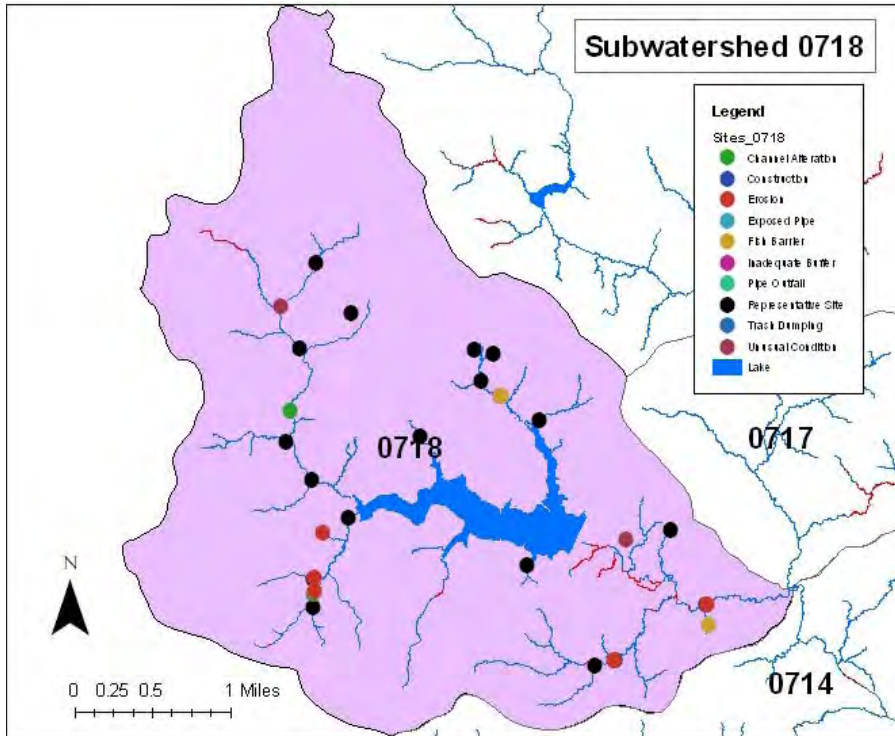 Subwatershed 0718
Legend
Sites_0718
Channel Alteration
Construction
Erosion
Exposed Pipe
Fish Barrier
Inadequate Buffer
Pipe Outfall
Representative Site
Trash Dumping
Unusual Condition
Lake
0717
0718
N
0714
0 0.25 0.5 1 Miles